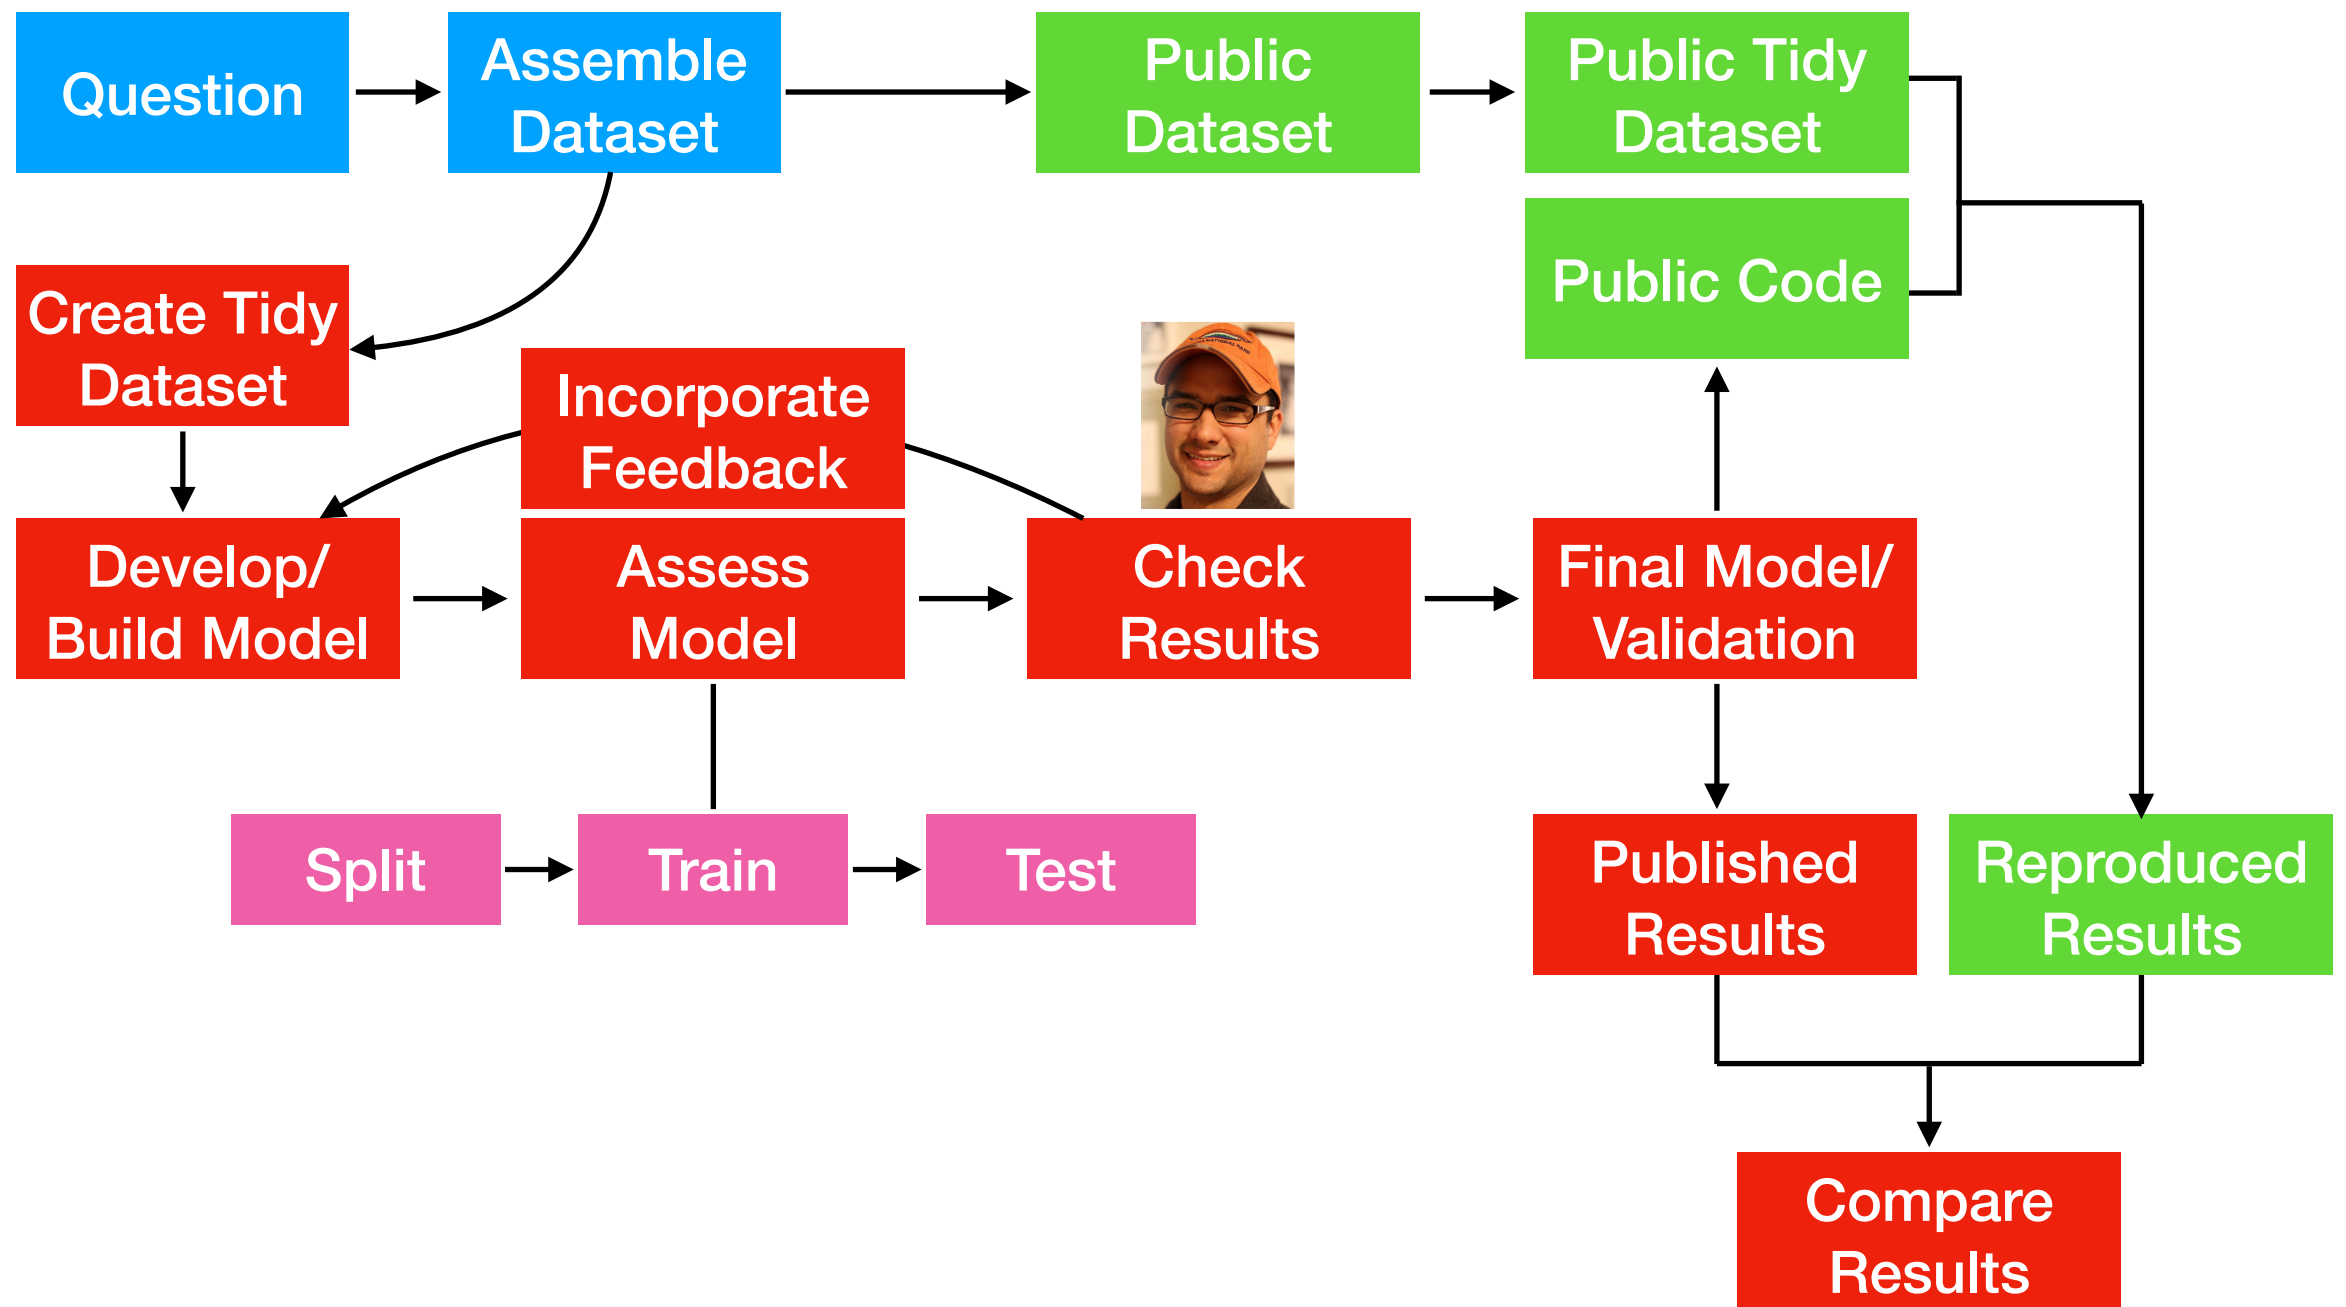 Question
Assemble
Dataset
Public
Dataset
Public Tidy
Dataset
Public Code
Create Tidy
Dataset
Incorporate
Feedback
Develop/
Build Model
Assess
Model
Check
Results
Final Model/
Validation
Split
Train
Test
Published
Results
Reproduced
Results
Compare
Results